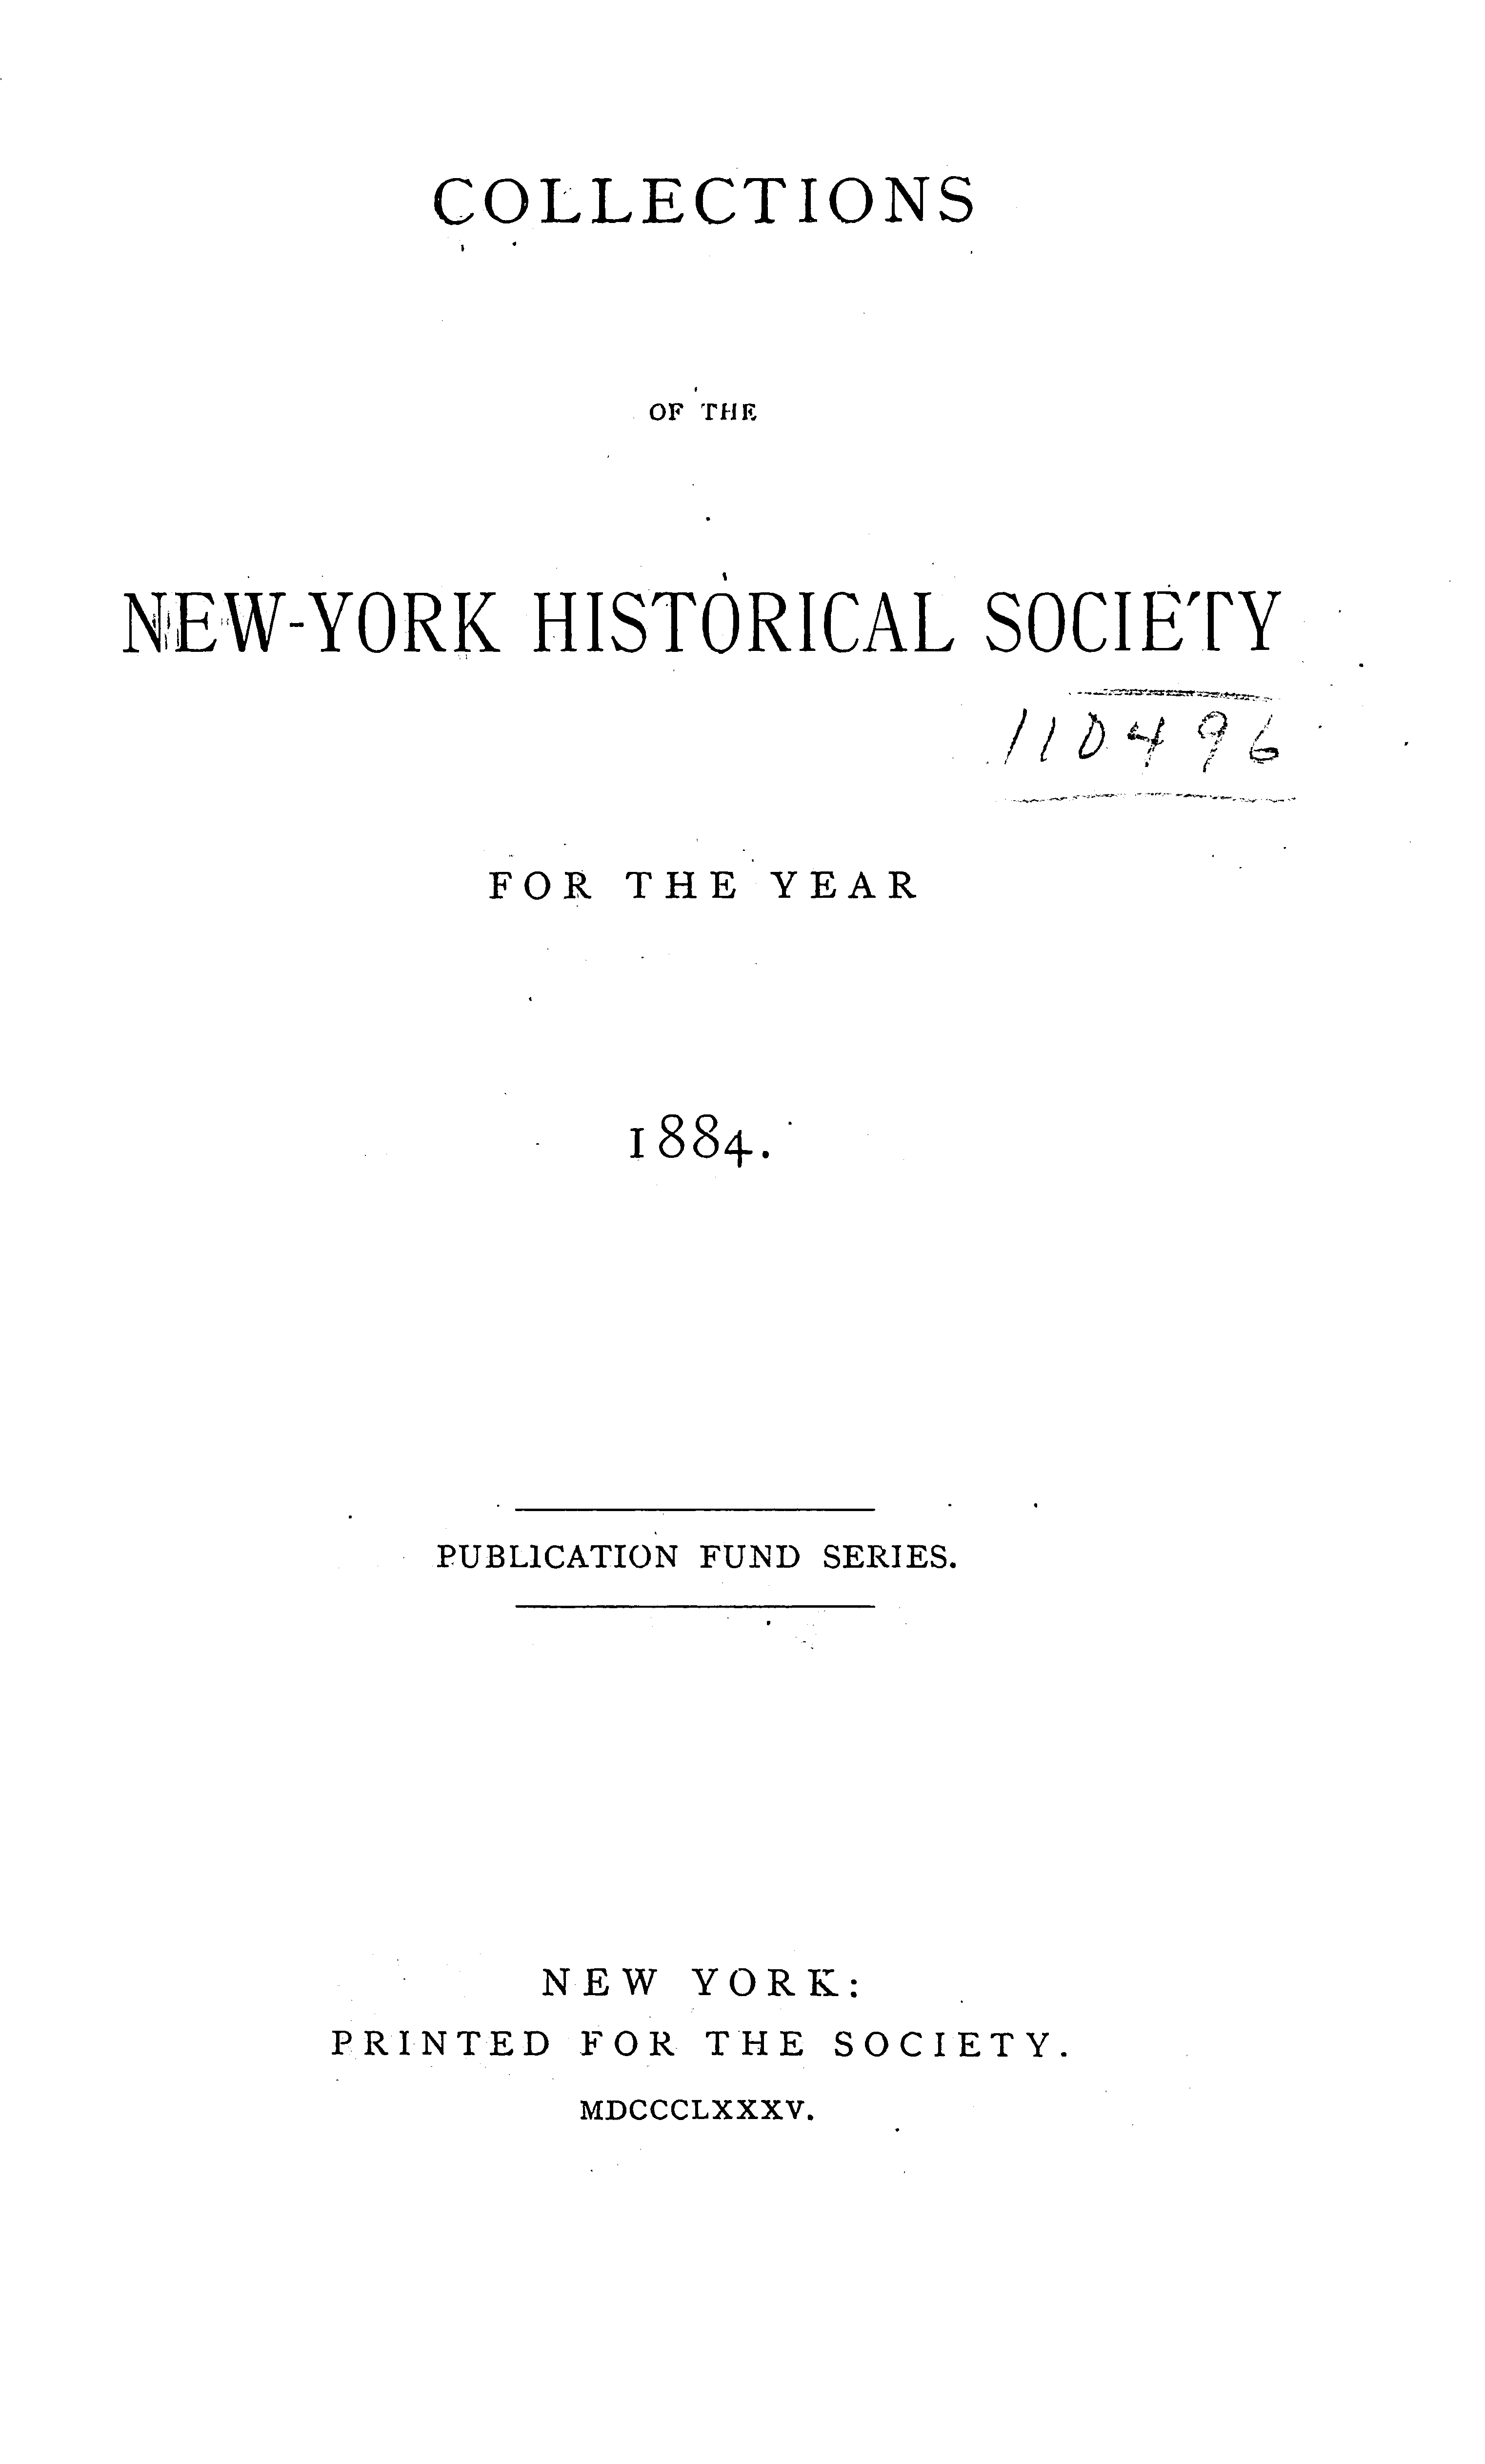 COLLECTIONS
OF THE
NEW-YORK HISTORICAL SOCIETY
110496
FOR THE YEAR
1884.
PUBLICATION FUND SERIES.
NEW YORK:
PRINTED FOR THE SOCIETY.
MDCCCLXXXV.